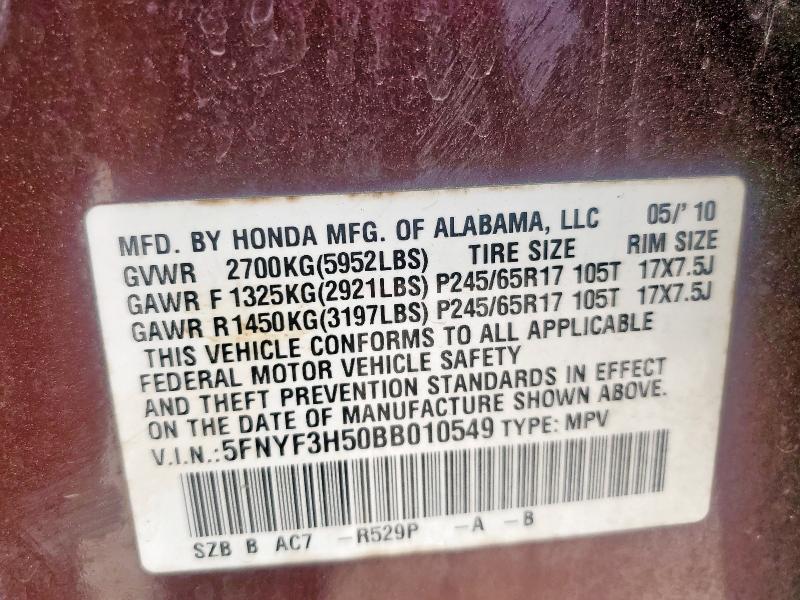 MFD. BY HONDA MFG. OF ALABAMA, LLC 05/'10
GVWR 2700KG(5952LBS) TIRE SIZE RIM SIZE
GAWR F 1325KG(2921LBS) P245/65R17 105T 17X7.5J
GAWR R1450KG(3197LBS) P245/65R17 105T 17X7.5J
THIS VEHICLE CONFORMS TO ALL APPLICABLE
FEDERAL MOTOR VEHICLE SAFETY
AND THEFT PREVENTION STANDARDS IN EFFECT
ON THE DATE OF MANUFACTURE SHOWN ABOVE.
V.I.N.:5FNYF3H50BB010549 TYPE: MPV
SZB B AC7 -R529P -A -B